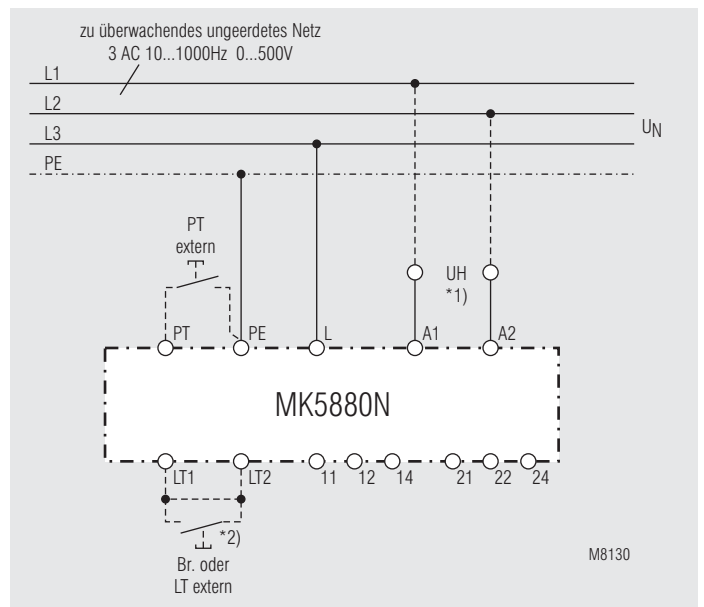 zu überwachendes ungeerdetes Netz
3 AC 10...1000Hz 0...500V
L1
L2
L3
UN
PE
PT
extern
UH
*1)
PT
PE
L
A1
A2
MK5880N
LT1
LT2
11
12
14
21
22
24
*2)
Br. oder
LT extern
M8130